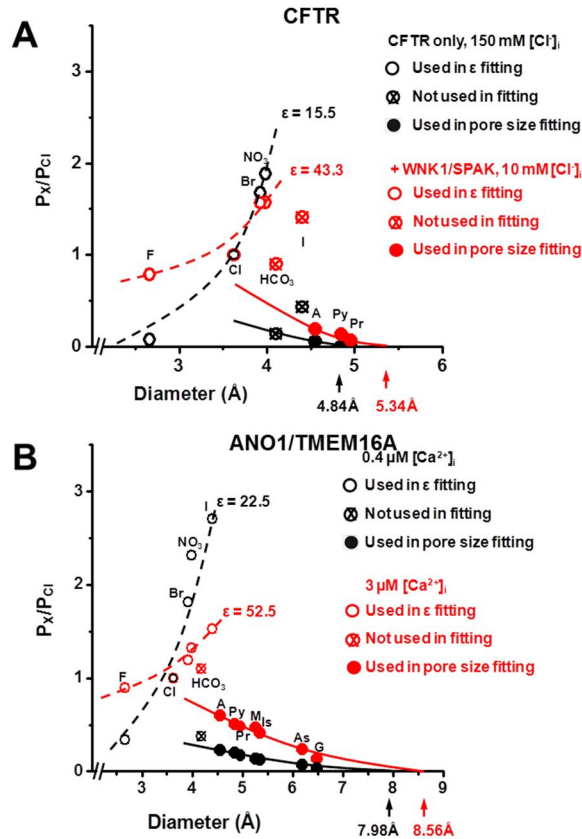 CFTR
A
CFTR only, 150 mM [Cl⁻]i
Used in ε fitting
Not used in fitting
Used in pore size fitting
+ WNK1/SPAK, 10 mM [Cl⁻]i
Used in ε fitting
Not used in fitting
Used in pore size fitting
3
2
1
0
PX/PCl
ε = 15.5
NO3
ε = 43.3
Br
F
Cl
I
HCO3
A Py
Pr
3 4 5 6
Diameter (Å)
4.84Å 5.34Å
B
ANO1/TMEM16A
0.4 µM [Ca²⁺]i
Used in ε fitting
Not used in fitting
Used in pore size fitting
3 µM [Ca²⁺]i
Used in ε fitting
Not used in fitting
Used in pore size fitting
3
2
1
0
PX/PCl
I
ε = 22.5
NO3
Br
ε = 52.5
F
Cl
HCO3
A
Py
M Is
Pr
As
G
3 4 5 6 7 8 9
Diameter (Å)
7.98Å 8.56Å